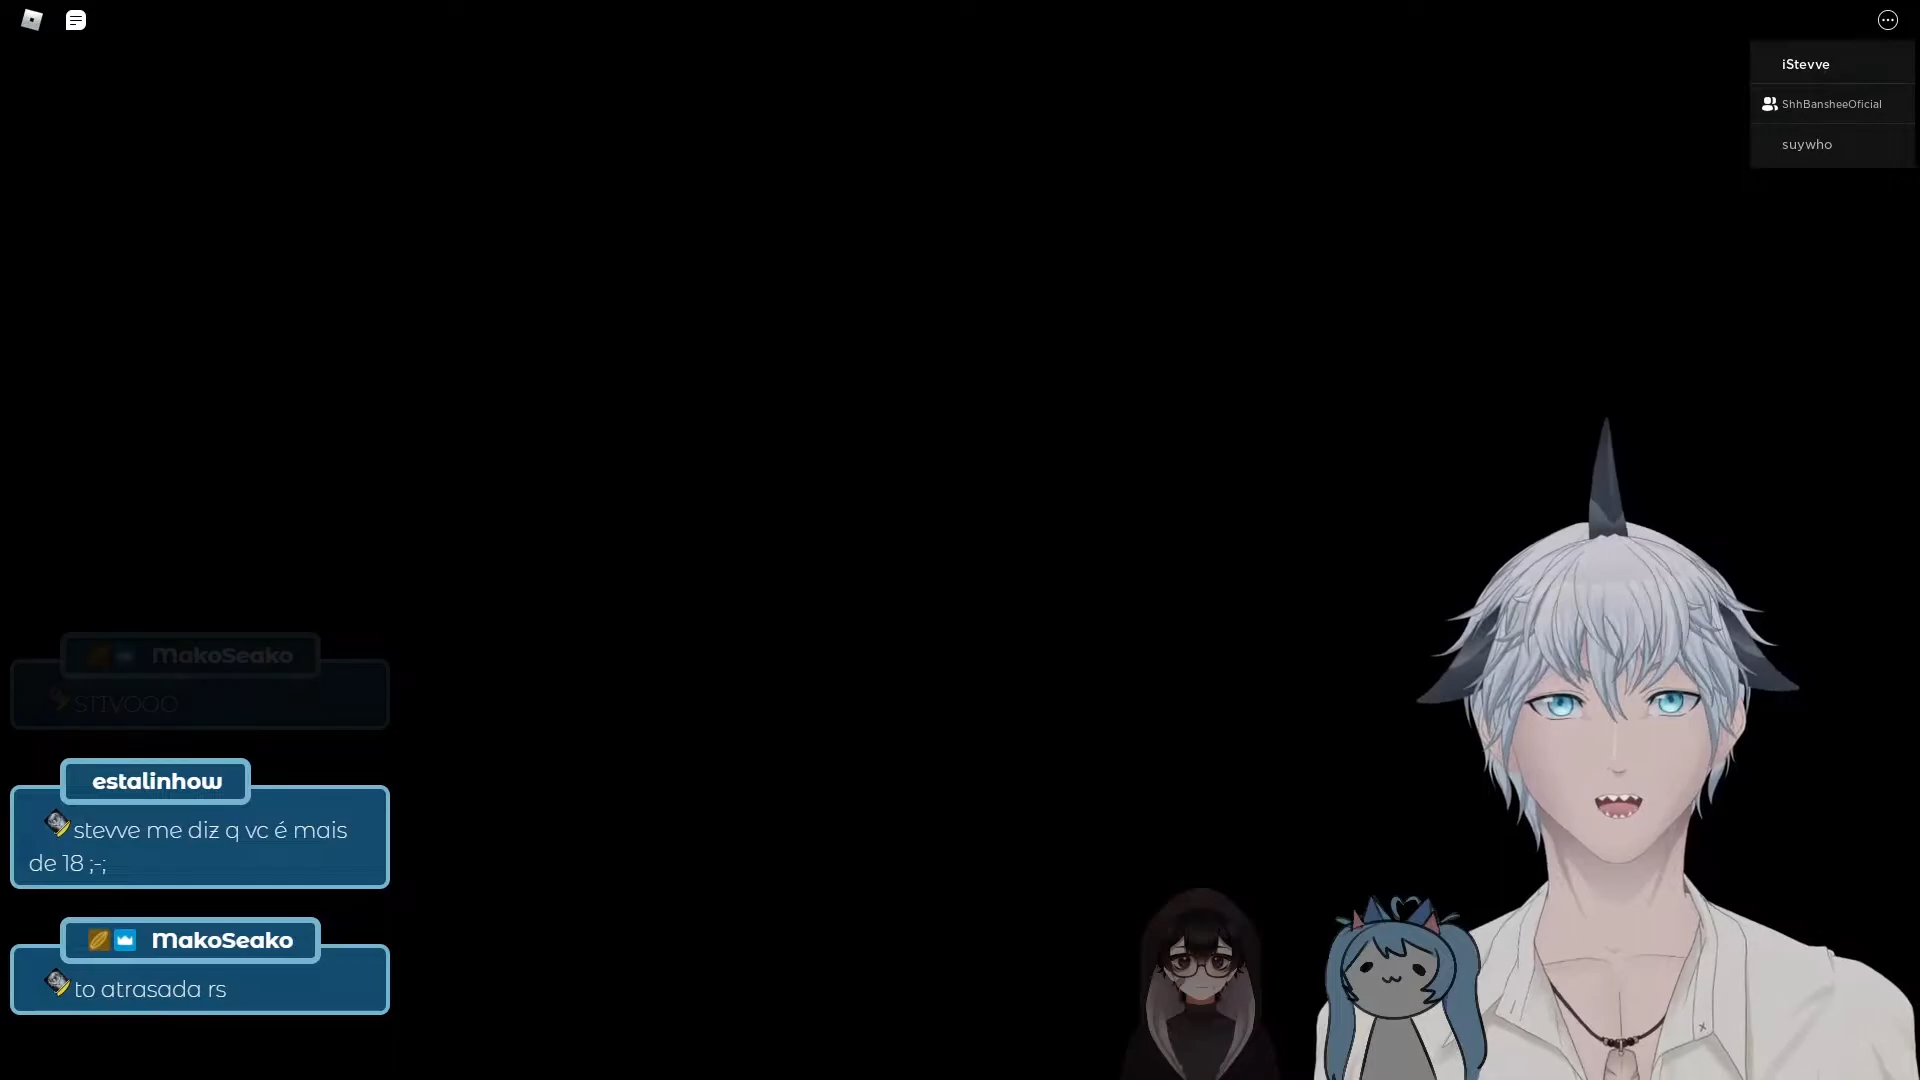 iStevve
ShhBansheeOficial
suywho
MakoSeako
STIVOOO
estalinhow
stevve me diz q vc é mais
de 18 ;-;
MakoSeako
to atrasada rs